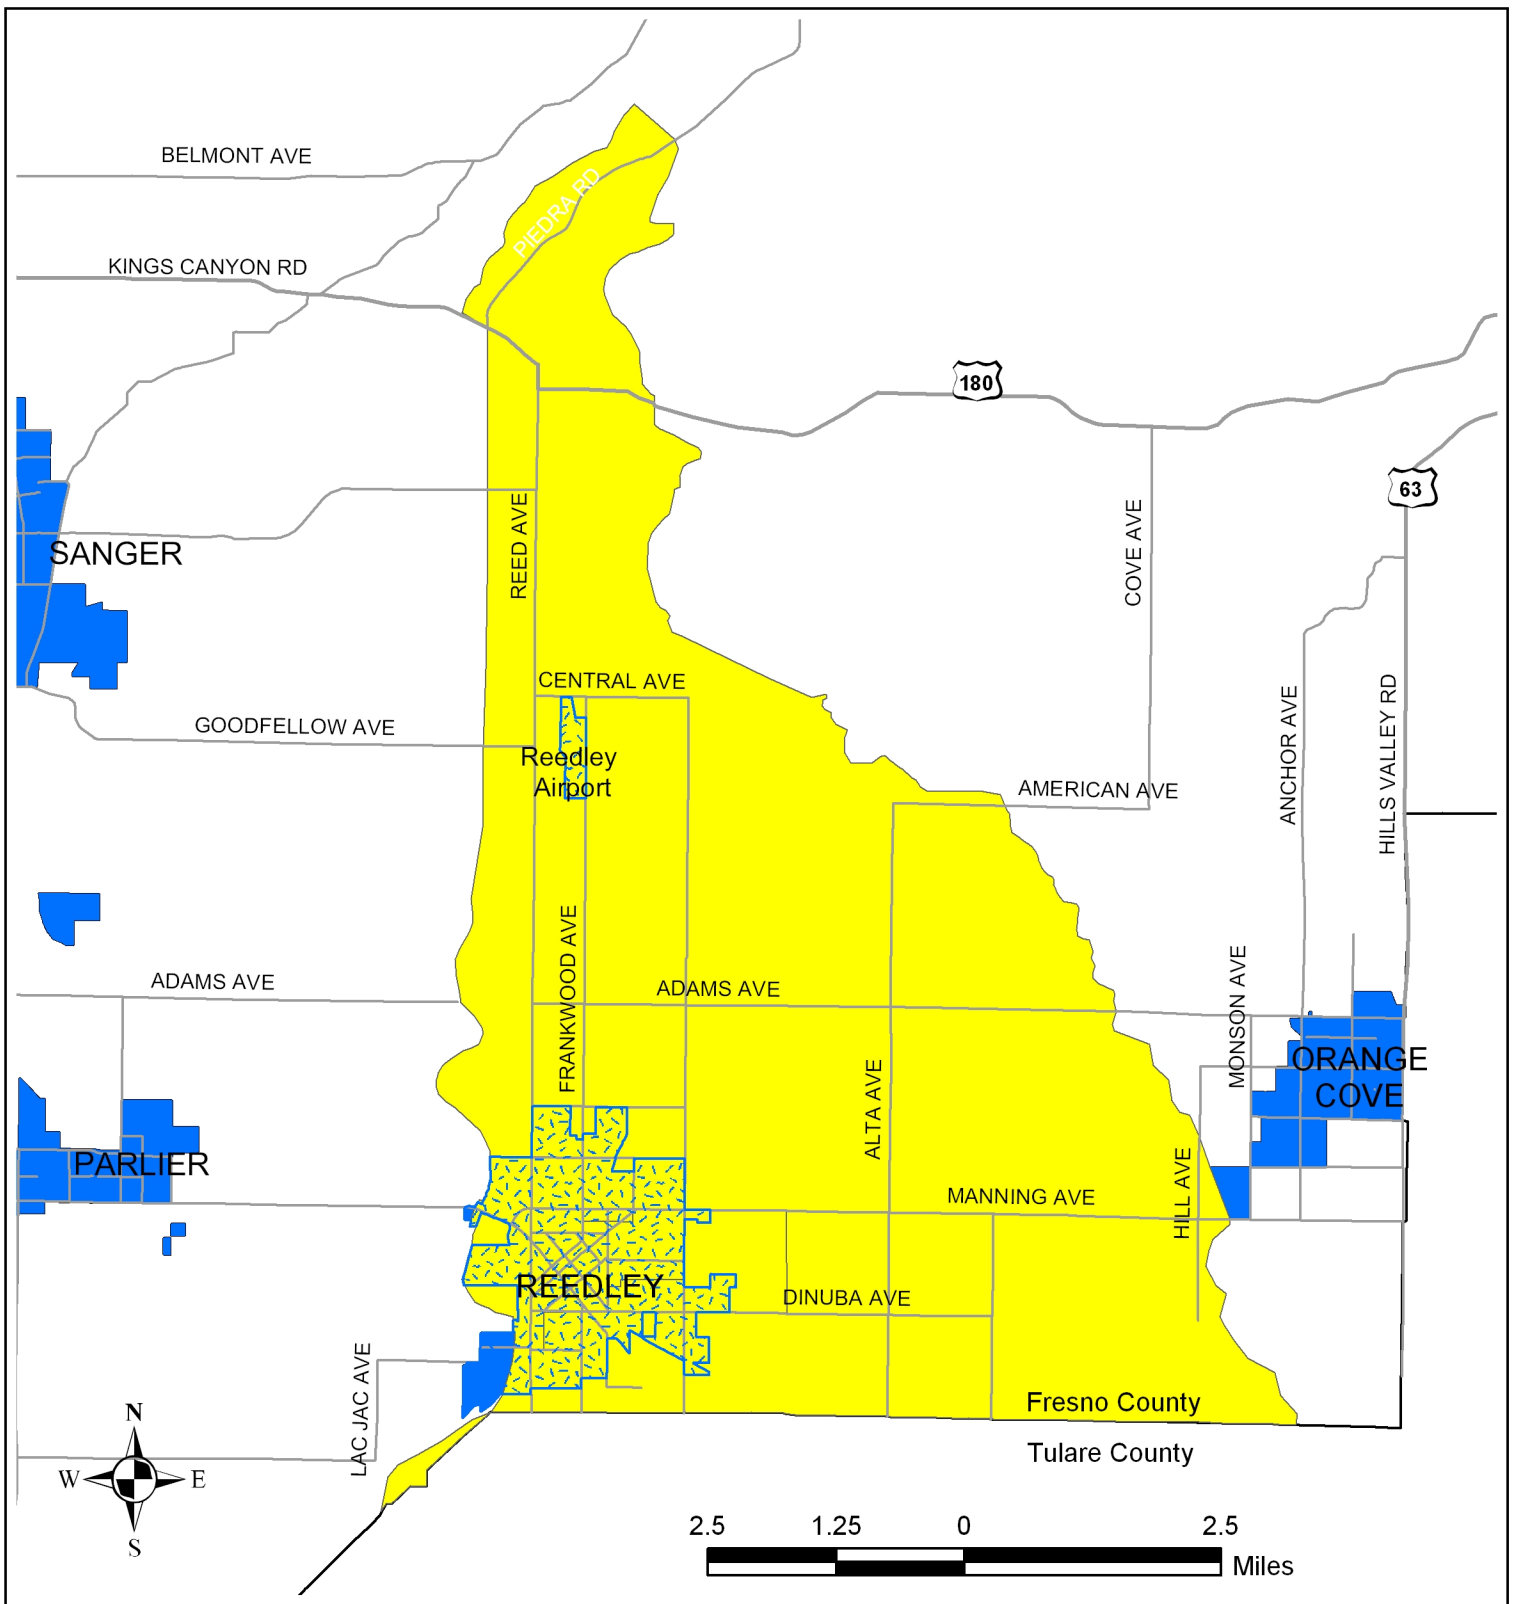 BELMONT AVE
PIEDRA RD
KINGS CANYON RD
180
63
REED AVE
COVE AVE
SANGER
CENTRAL AVE
GOODFELLOW AVE
Reedley
Airport
AMERICAN AVE
ANCHOR AVE
HILLS VALLEY RD
ADAMS AVE
FRANKWOOD AVE
ADAMS AVE
MONSON AVE
ORANGE
COVE
ALTA AVE
PARLIER
HILL AVE
MANNING AVE
REEDLEY
DINUBA AVE
LAC JAC AVE
Fresno County
Tulare County
N
W
E
S
2.5
1.25
0
2.5
Miles